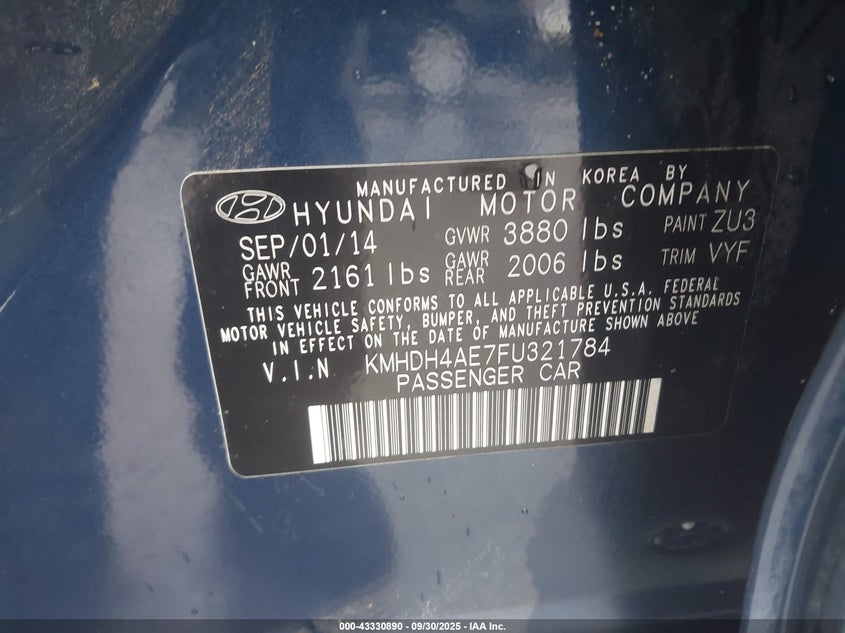 MANUFACTURED IN KOREA BY
HYUNDAI MOTOR COMPANY
SEP/01/14 GVWR 3880 lbs PAINT ZU3
GAWR FRONT 2161 lbs GAWR REAR 2006 lbs TRIM VYF
THIS VEHICLE CONFORMS TO ALL APPLICABLE U.S.A. FEDERAL
MOTOR VEHICLE SAFETY, BUMPER, AND THEFT PREVENTION STANDARDS
IN EFFECT ON THE DATE OF MANUFACTURE SHOWN ABOVE
V.I.N KMHDH4AE7FU321784
PASSENGER CAR
000-43330890 - 09/30/2025 - IAA Inc.